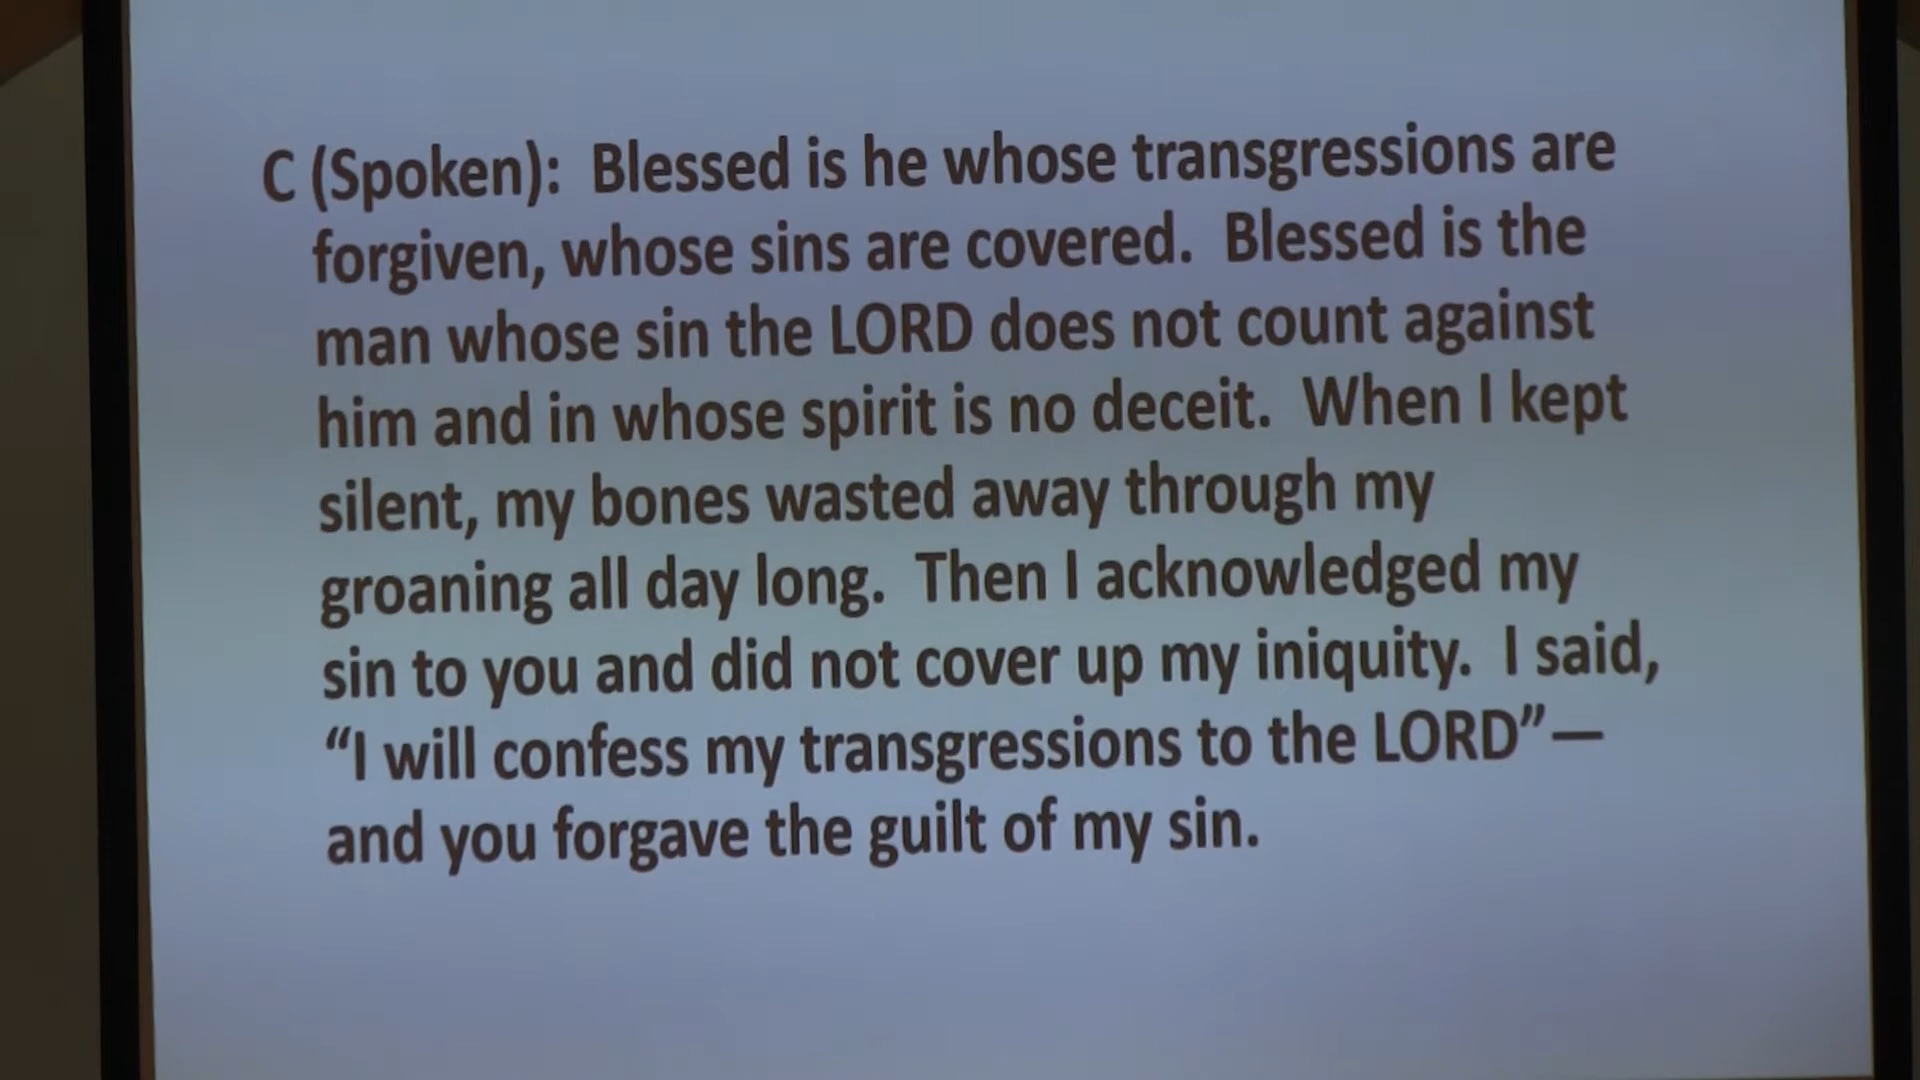 C (Spoken):  Blessed is he whose transgressions are
forgiven, whose sins are covered.  Blessed is the
man whose sin the LORD does not count against
him and in whose spirit is no deceit.  When I kept
silent, my bones wasted away through my
groaning all day long.  Then I acknowledged my
sin to you and did not cover up my iniquity.  I said,
“I will confess my transgressions to the LORD”—
and you forgave the guilt of my sin.